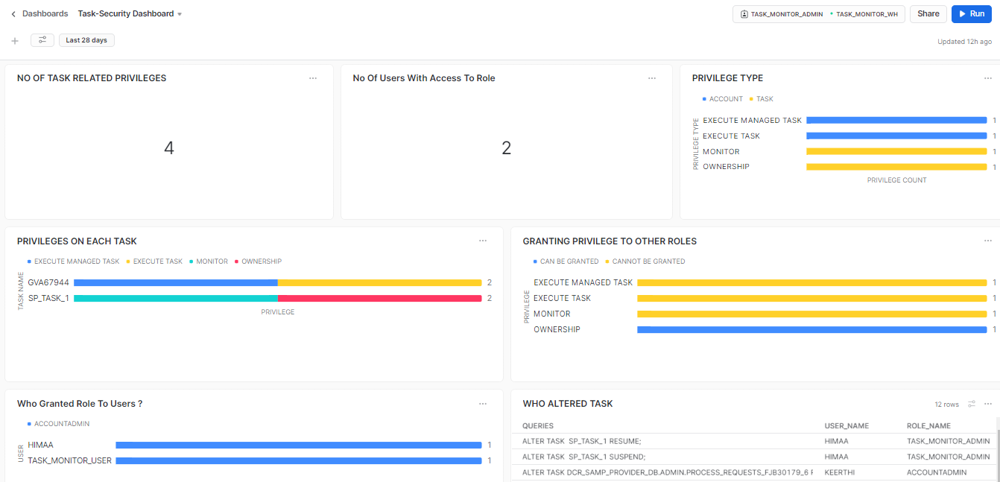 Dashboards Task-Security Dashboard TASK_MONITOR_ADMIN TASK_MONITOR_WH Share Run
Last 28 days Updated 12h ago
NO OF TASK RELATED PRIVILEGES
4
No Of Users With Access To Role
2
PRIVILEGE TYPE
ACCOUNT TASK
PRIVILEGE TYPE
EXECUTE MANAGED TASK 1
EXECUTE TASK 1
MONITOR 1
OWNERSHIP 1
PRIVILEGE COUNT
PRIVILEGES ON EACH TASK
EXECUTE MANAGED TASK EXECUTE TASK MONITOR OWNERSHIP
TASK NAME
GVA67944 2
SP_TASK_1 2
PRIVILEGE
GRANTING PRIVILEGE TO OTHER ROLES
CAN BE GRANTED CANNOT BE GRANTED
PRIVILEGE
EXECUTE MANAGED TASK 1
EXECUTE TASK 1
MONITOR 1
OWNERSHIP 1
Who Granted Role To Users ?
ACCOUNTADMIN
USER
HIMAA 1
TASK_MONITOR_USER 1
WHO ALTERED TASK 12 rows
QUERIES USER_NAME ROLE_NAME
ALTER TASK SP_TASK_1 RESUME; HIMAA TASK_MONITOR_ADMIN
ALTER TASK SP_TASK_1 SUSPEND; HIMAA TASK_MONITOR_ADMIN
ALTER TASK DCR_SAMP_PROVIDER_DB.ADMIN.PROCESS_REQUESTS_FJB30179_6 KEERTHI ACCOUNTADMIN